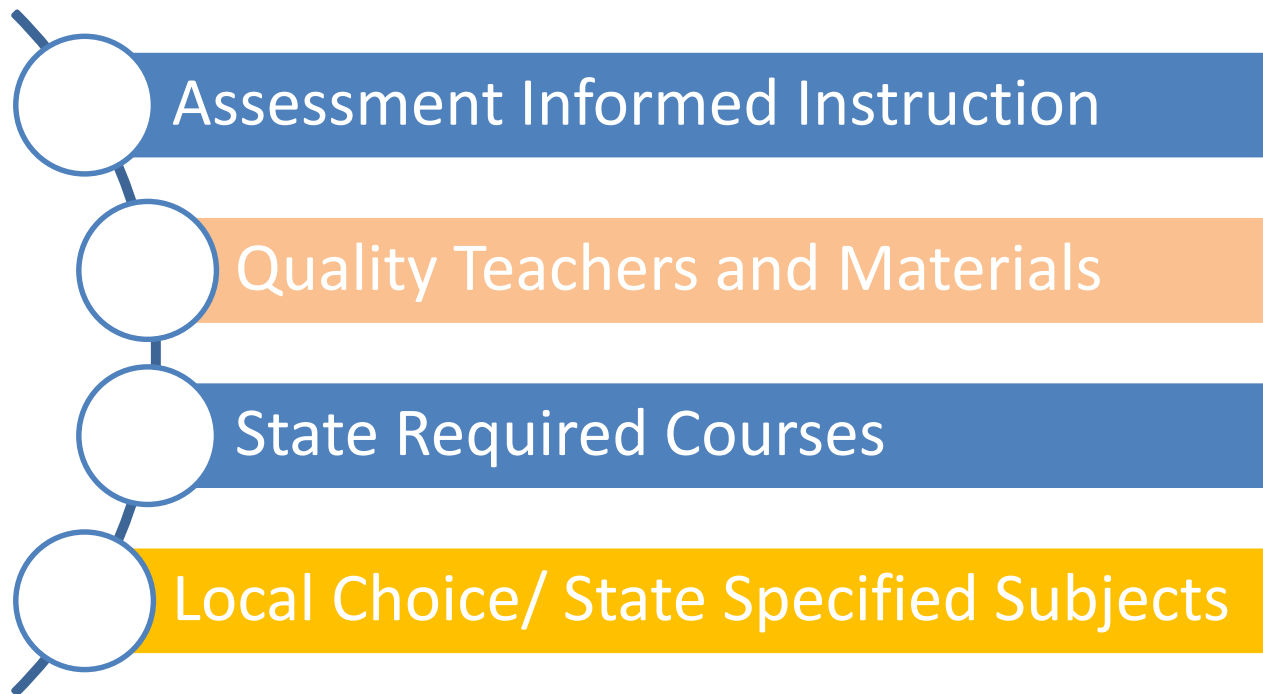 Assessment Informed Instruction
Quality Teachers and Materials
State Required Courses
Local Choice/ State Specified Subjects